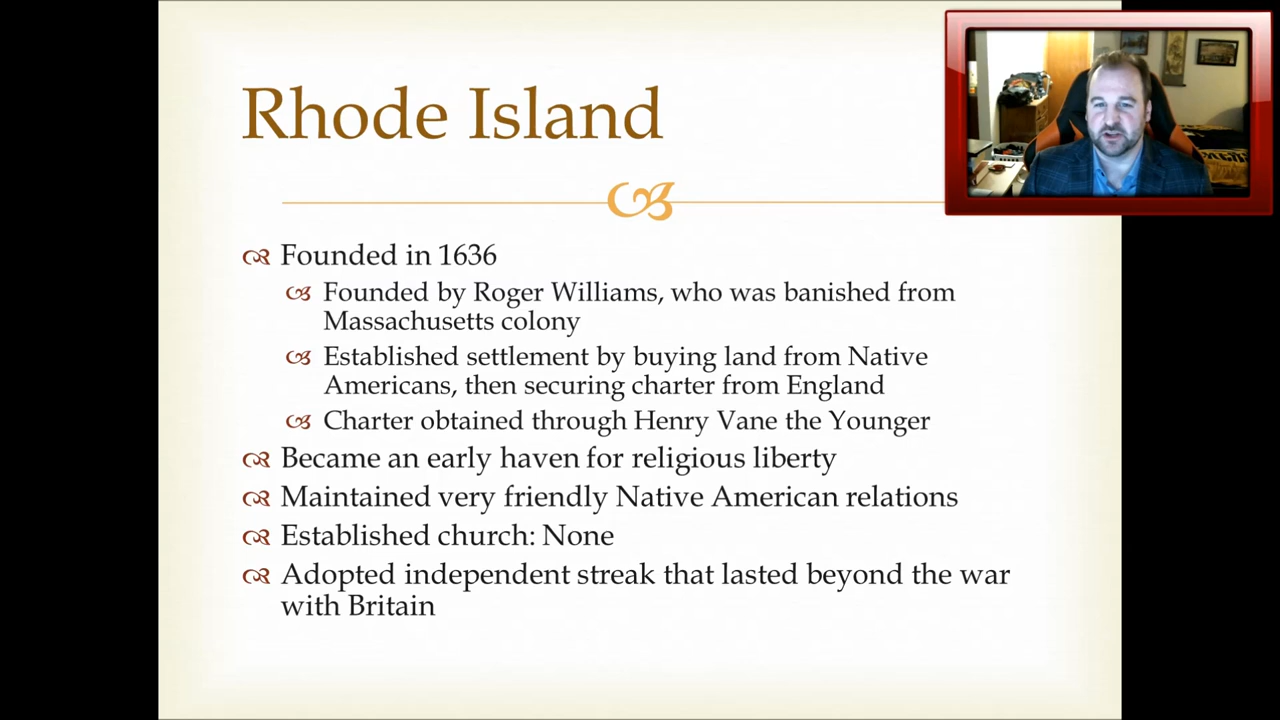 Rhode Island
Founded in 1636
Founded by Roger Williams, who was banished from
Massachusetts colony
Established settlement by buying land from Native
Americans, then securing charter from England
Charter obtained through Henry Vane the Younger
Became an early haven for religious liberty
Maintained very friendly Native American relations
Established church: None
Adopted independent streak that lasted beyond the war
with Britain